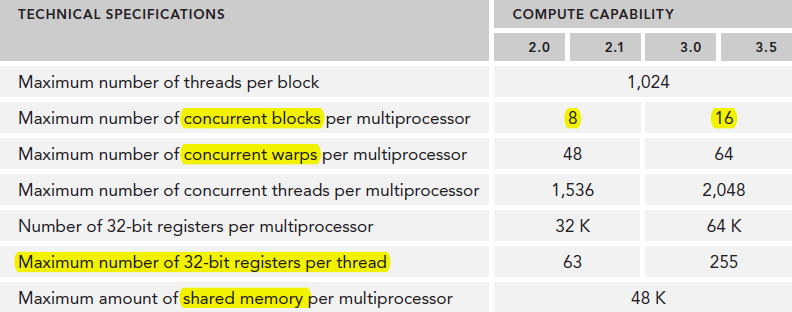 TECHNICAL SPECIFICATIONS COMPUTE CAPABILITY
2.0 2.1 3.0 3.5
Maximum number of threads per block 1,024
Maximum number of concurrent blocks per multiprocessor 8 16
Maximum number of concurrent warps per multiprocessor 48 64
Maximum number of concurrent threads per multiprocessor 1,536 2,048
Number of 32-bit registers per multiprocessor 32 K 64 K
Maximum number of 32-bit registers per thread 63 255
Maximum amount of shared memory per multiprocessor 48 K